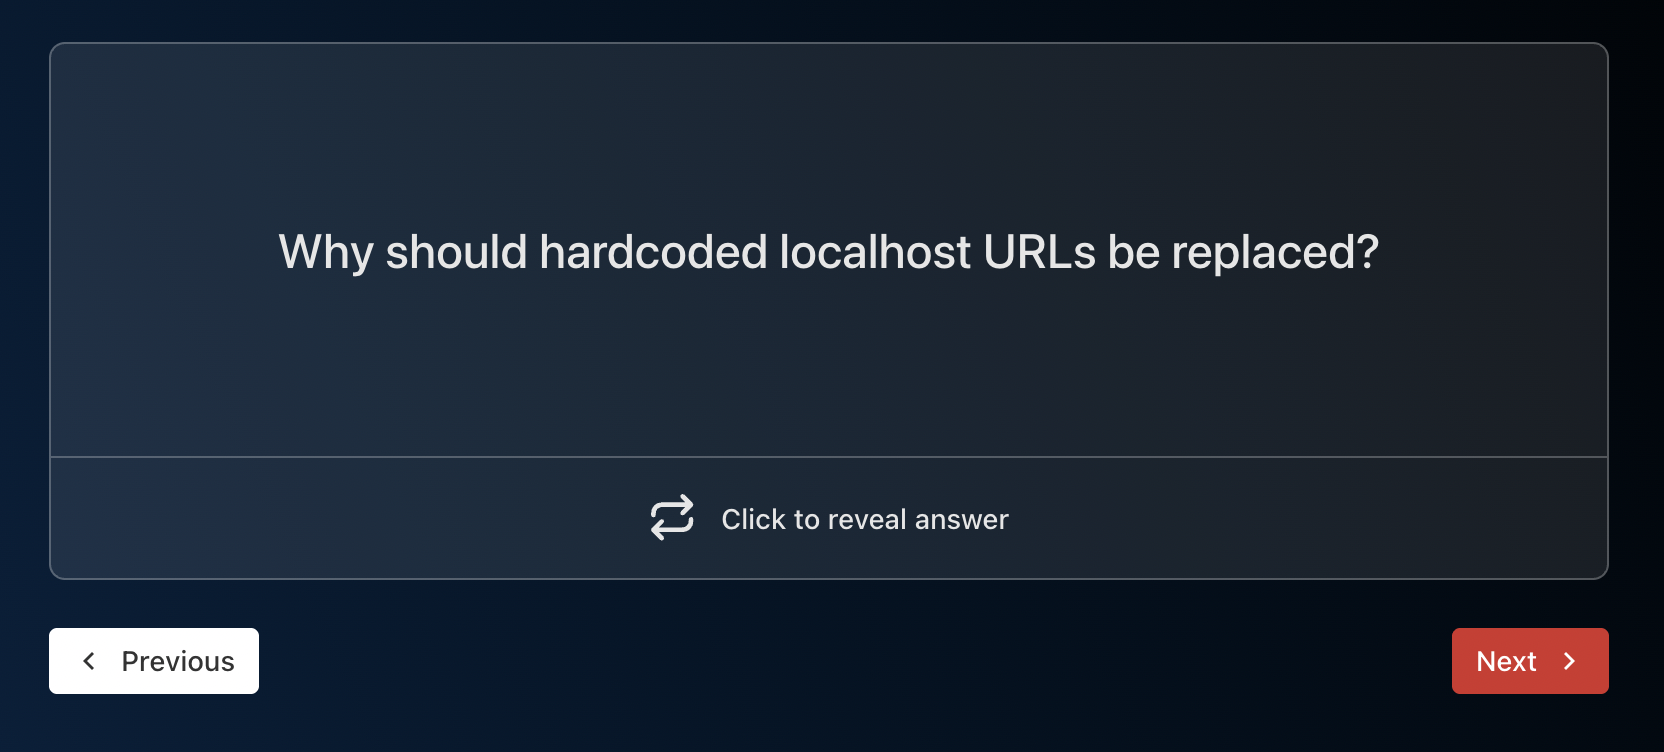 Why should hardcoded localhost URLs be replaced?
Click to reveal answer
Previous
Next